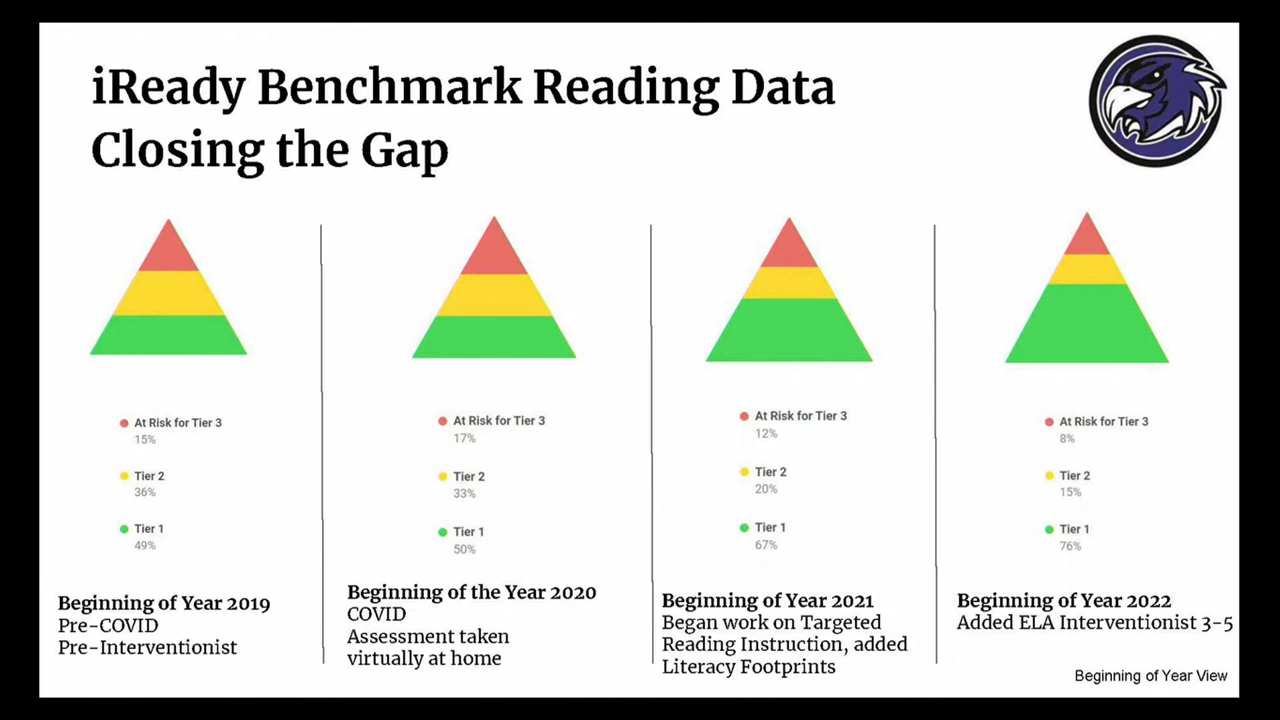 iReady Benchmark Reading Data
Closing the Gap
At Risk for Tier 3
15%
Tier 2
36%
Tier 1
49%
Beginning of Year 2019
Pre-COVID
Pre-Interventionist
At Risk for Tier 3
17%
Tier 2
33%
Tier 1
50%
Beginning of the Year 2020
COVID
Assessment taken
virtually at home
At Risk for Tier 3
12%
Tier 2
20%
Tier 1
67%
Beginning of Year 2021
Began work on Targeted
Reading Instruction, added
Literacy Footprints
At Risk for Tier 3
8%
Tier 2
15%
Tier 1
76%
Beginning of Year 2022
Added ELA Interventionist 3-5
Beginning of Year View